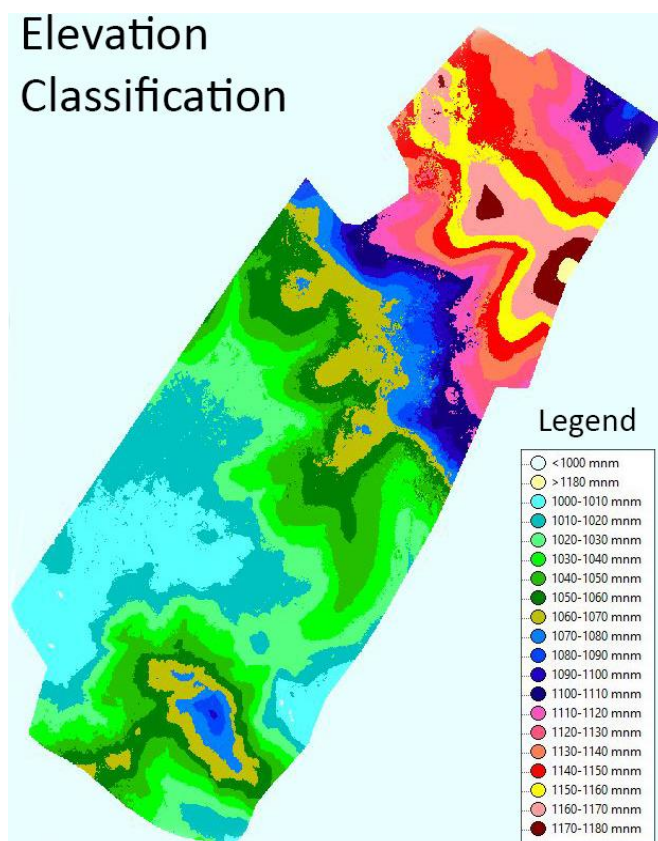 Elevation
Classification
Legend
<1000 mnm
>1180 mnm
1000-1010 mnm
1010-1020 mnm
1020-1030 mnm
1030-1040 mnm
1040-1050 mnm
1050-1060 mnm
1060-1070 mnm
1070-1080 mnm
1080-1090 mnm
1090-1100 mnm
1100-1110 mnm
1110-1120 mnm
1120-1130 mnm
1130-1140 mnm
1140-1150 mnm
1150-1160 mnm
1160-1170 mnm
1170-1180 mnm